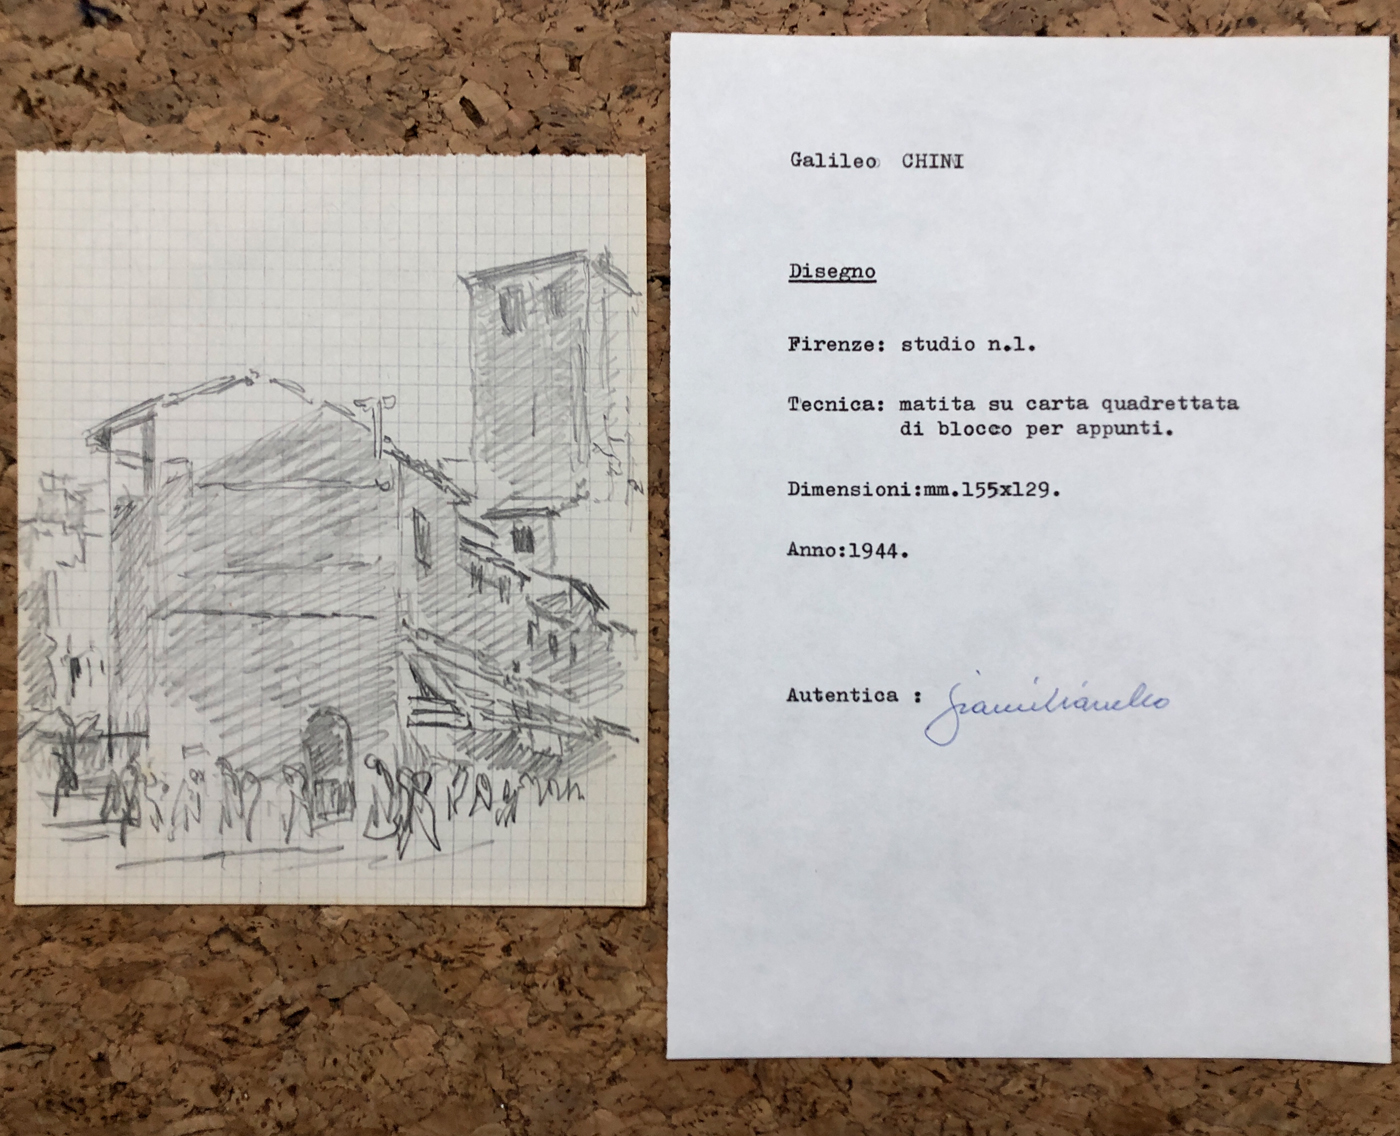 Galileo CHINI
Disegno
Firenze: studio n.1.
Tecnica: matita su carta quadrettata
di blocco per appunti.
Dimensioni:mm.155x129.
Anno:1944.
Autentica :